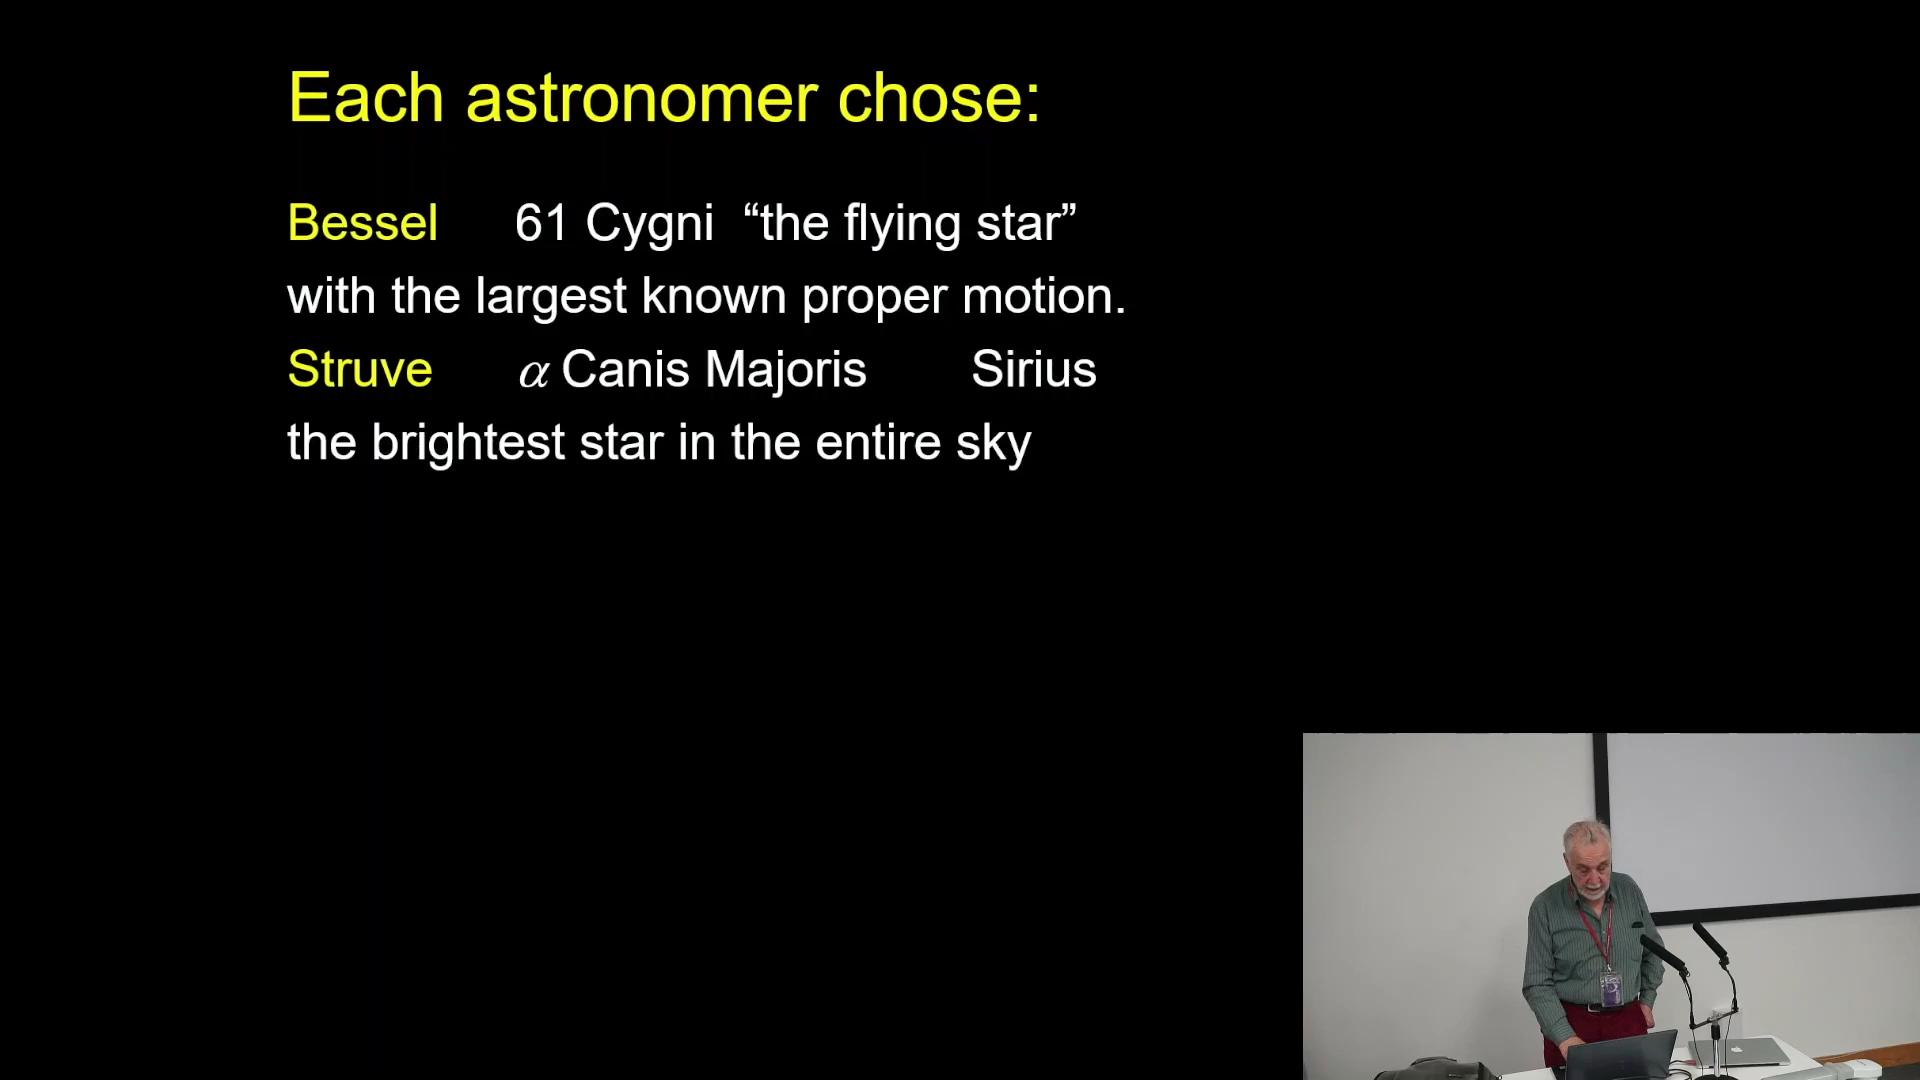 Each astronomer chose:
Bessel 61 Cygni “the flying star”
with the largest known proper motion.
Struve α Canis Majoris Sirius
the brightest star in the entire sky